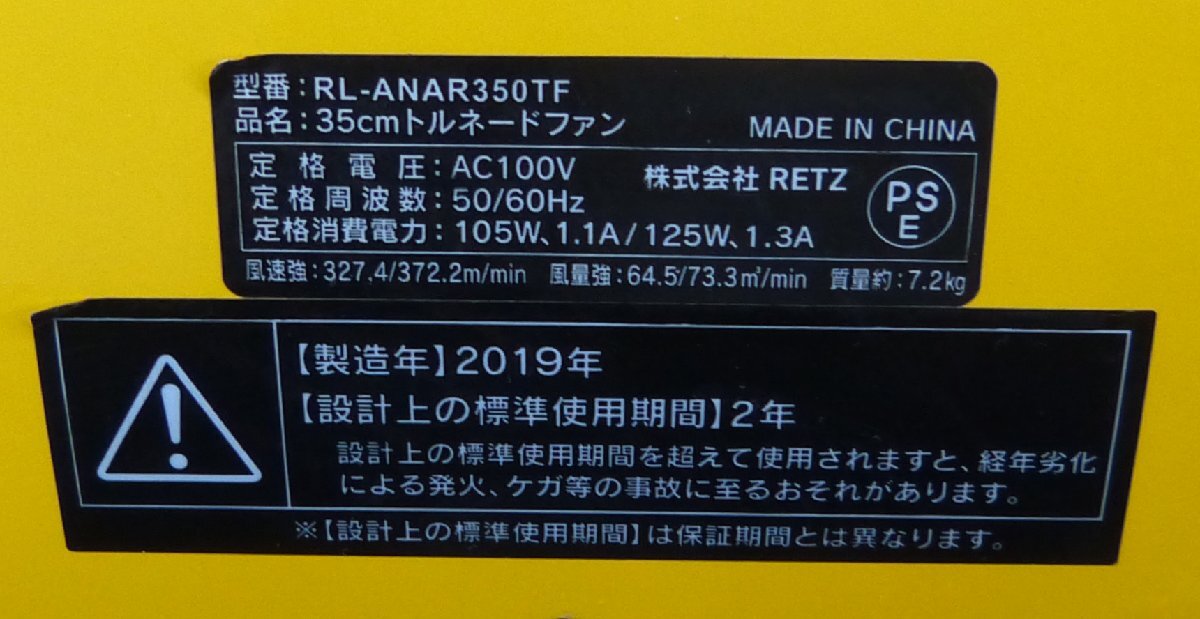 型番：RL-ANAR350TF
品名：35cmトルネードファン
MADE IN CHINA
定格電圧：AC100V
株式会社 RETZ
定格周波数：50/60Hz
PS
E
定格消費電力：105W、1.1A/125W、1.3A
風速強：327.4/372.2m/min 風量強：64.5/73.3㎥/min 質量約：7.2kg
【製造年】2019年
【設計上の標準使用期間】2年
設計上の標準使用期間を超えて使用されますと、経年劣化
による発火、ケガ等の事故に至るおそれがあります。
※【設計上の標準使用期間】は保証期間とは異なります。